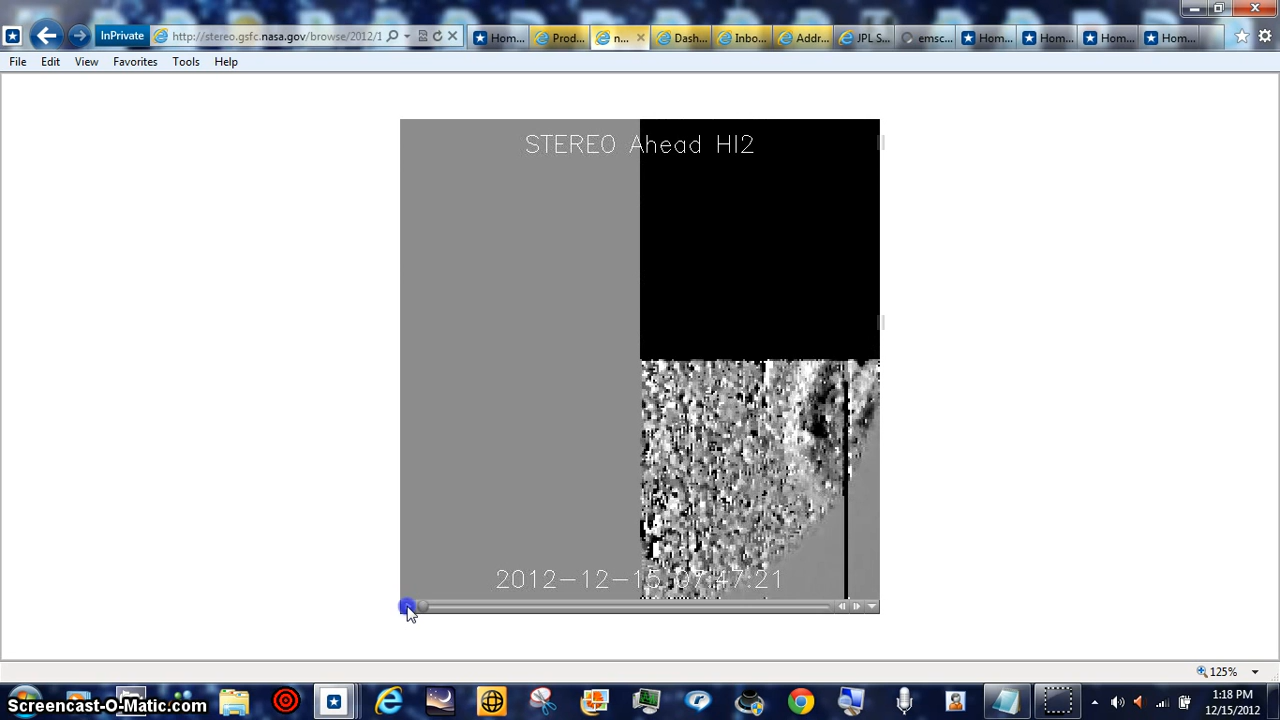 InPrivate http://stereo.gsfc.nasa.gov/browse/2012/1 Hom... Prod... n... Dash... Inbo... Addr... JPL S... emsc... Hom... Hom... Hom... Hom...
File Edit View Favorites Tools Help
STEREO Ahead HI2
2012-12-15 07:47:21
125%
Screencast-O-Matic.com
1:18 PM
12/15/2012